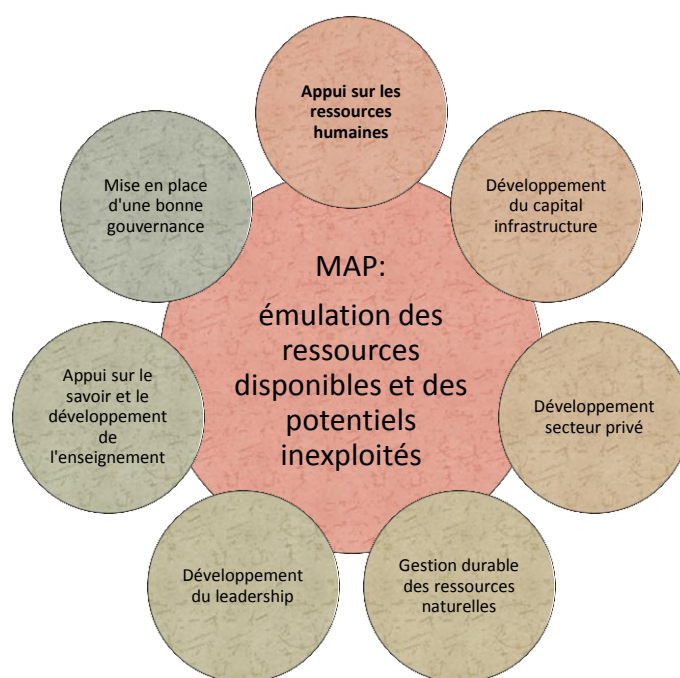 Appui sur les
ressources
humaines
Développement
du capital
infrastructure
Développement
secteur privé
Gestion durable
des ressources
naturelles
Développement
du leadership
Appui sur le
savoir et le
développement
de
l'enseignement
Mise en place
d'une bonne
gouvernance
MAP:
émulation des
ressources
disponibles et des
potentiels
inexploités